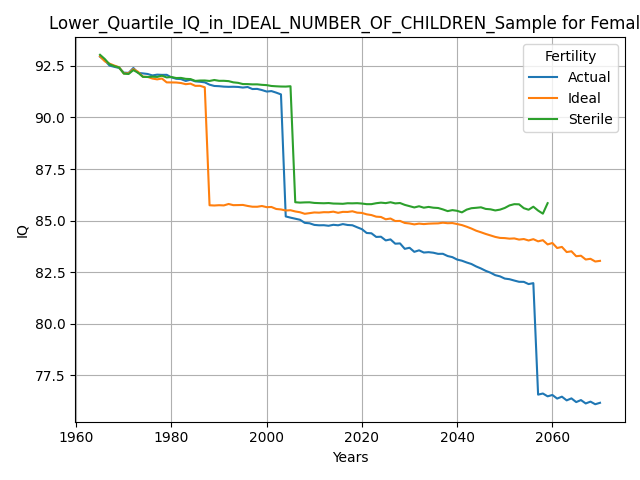 Lower_Quartile_IQ_in_IDEAL_NUMBER_OF_CHILDREN_Sample for Femal
Fertility
Actual
Ideal
Sterile
IQ
92.5
90.0
87.5
85.0
82.5
80.0
77.5
1960 1980 2000 2020 2040 2060
Years